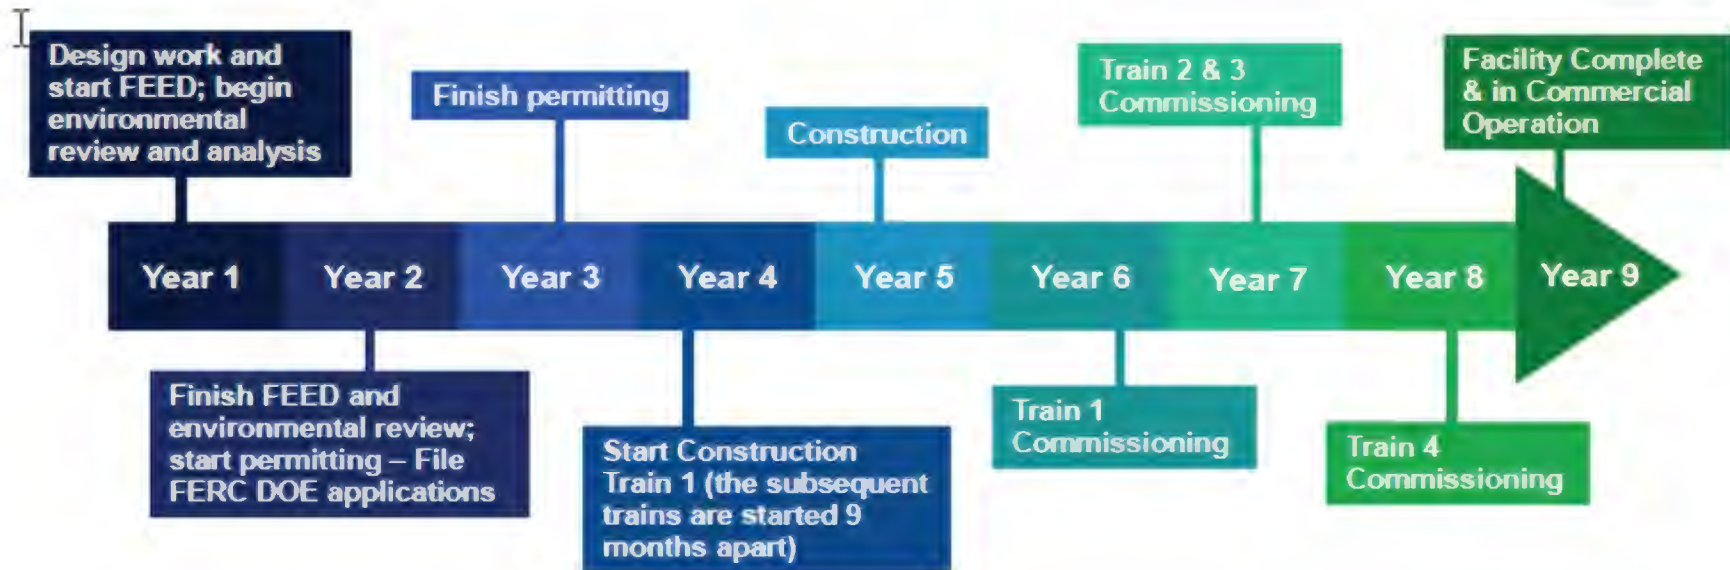 Design work and
start FEED; begin
environmental
review and analysis
Finish permitting
Construction
Train 2 & 3
Commissioning
Facility Complete
& in Commercial
Operation
Year 1
Year 2
Year 3
Year 4
Year 5
Year 6
Year 7
Year 8
Year 9
Finish FEED and
environmental review;
start permitting – File
FERC DOE applications
Start Construction
Train 1 (the subsequent
trains are started 9
months apart)
Train 1
Commissioning
Train 4
Commissioning